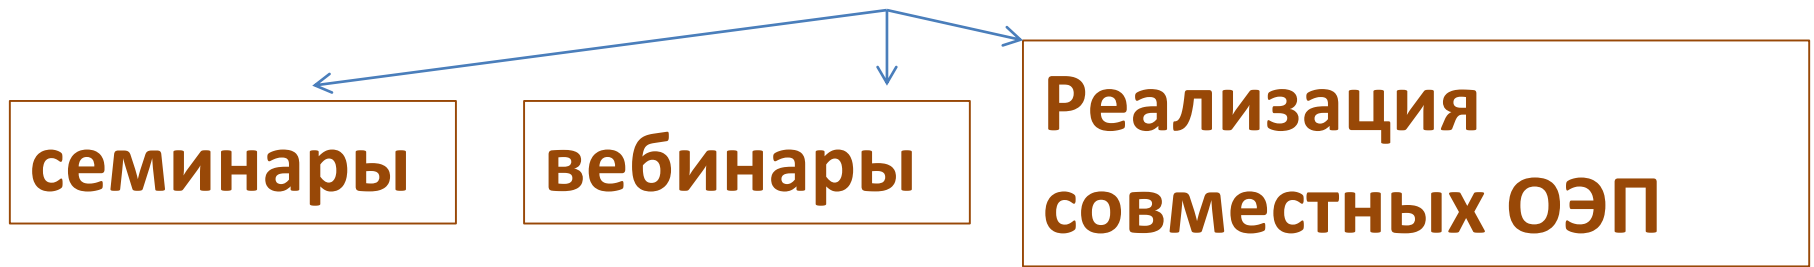 семинары
вебинары
Реализация
совместных ОЭП